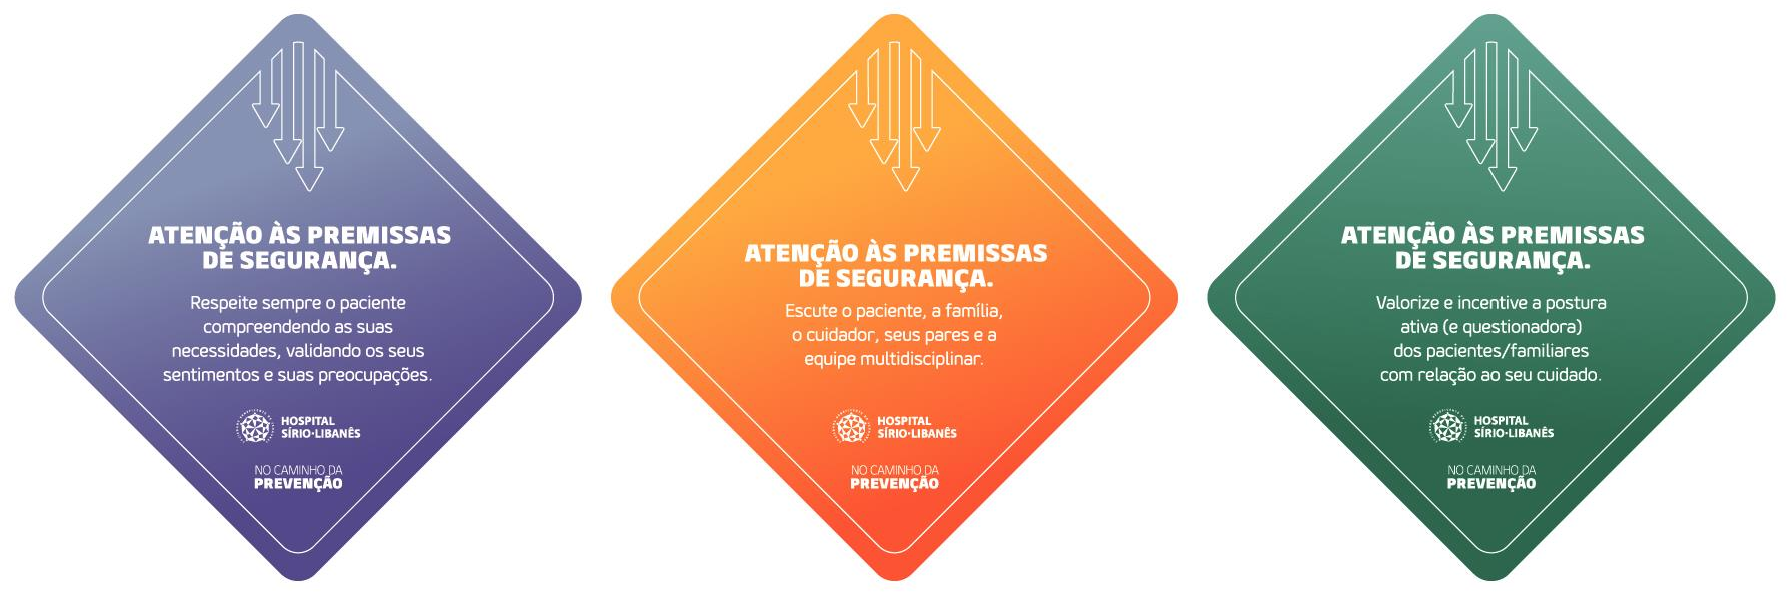 ATENÇÃO ÀS PREMISSAS
DE SEGURANÇA.
Respeite sempre o paciente
compreendendo as suas
necessidades, validando os seus
sentimentos e suas preocupações.
HOSPITAL
SÍRIO-LIBANÊS
NO CAMINHO DA
PREVENÇÃO
ATENÇÃO ÀS PREMISSAS
DE SEGURANÇA.
Escute o paciente, a família,
o cuidador, seus pares e a
equipe multidisciplinar.
HOSPITAL
SÍRIO-LIBANÊS
NO CAMINHO DA
PREVENÇÃO
ATENÇÃO ÀS PREMISSAS
DE SEGURANÇA.
Valorize e incentive a postura
ativa (e questionadora)
dos pacientes/familiares
com relação ao seu cuidado.
HOSPITAL
SÍRIO-LIBANÊS
NO CAMINHO DA
PREVENÇÃO